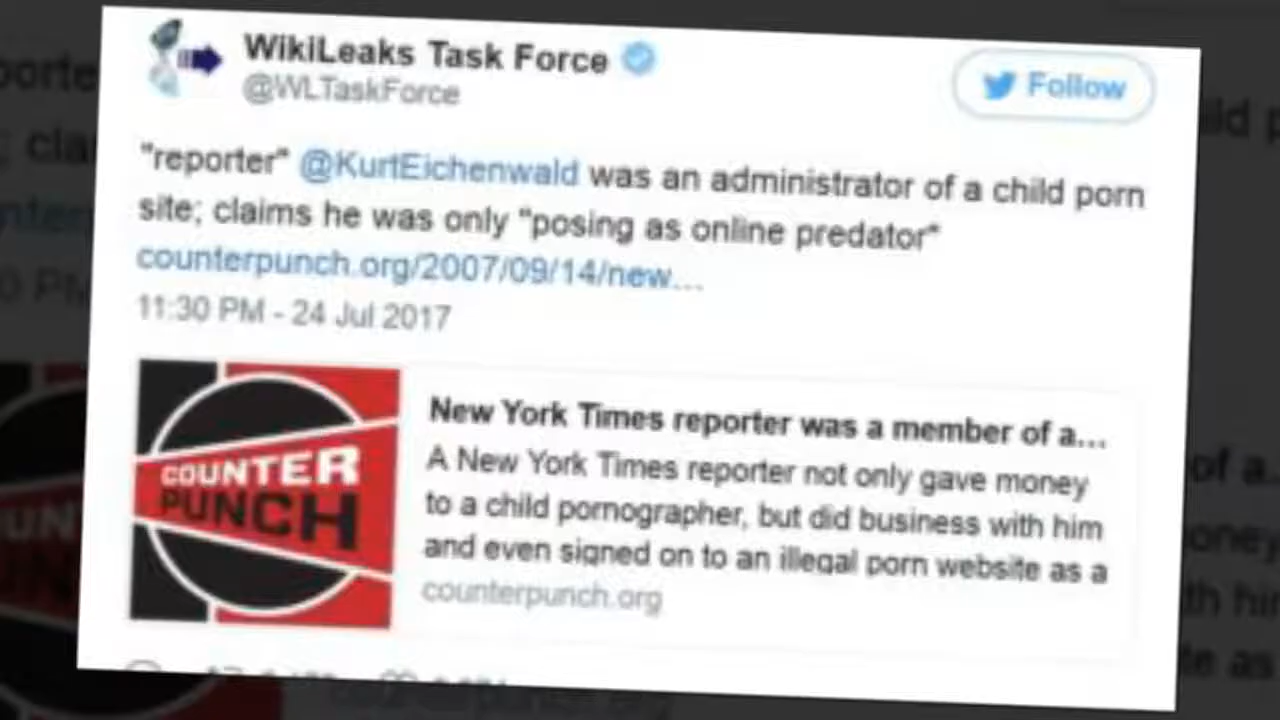 WikiLeaks Task Force
@WLTaskForce
Follow
"reporter" @KurtEichenwald was an administrator of a child porn
site; claims he was only "posing as online predator"
counterpunch.org/2007/09/14/new...
11:30 PM - 24 Jul 2017
COUNTER
PUNCH
New York Times reporter was a member of a...
A New York Times reporter not only gave money
to a child pornographer, but did business with him
and even signed on to an illegal porn website as a
counterpunch.org